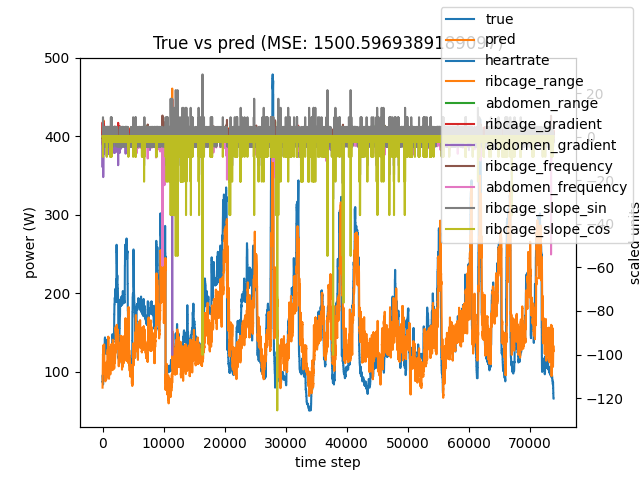 True vs pred (MSE: 1500.5969389189097)
true
pred
heartrate
ribcage_range
abdomen_range
ribcage_gradient
abdomen_gradient
ribcage_frequency
abdomen_frequency
ribcage_slope_sin
ribcage_slope_cos
500
400
300
200
100
power (W)
20
0
−20
−40
−60
−80
−100
−120
scaled units
0
10000
20000
30000
40000
50000
60000
70000
time step